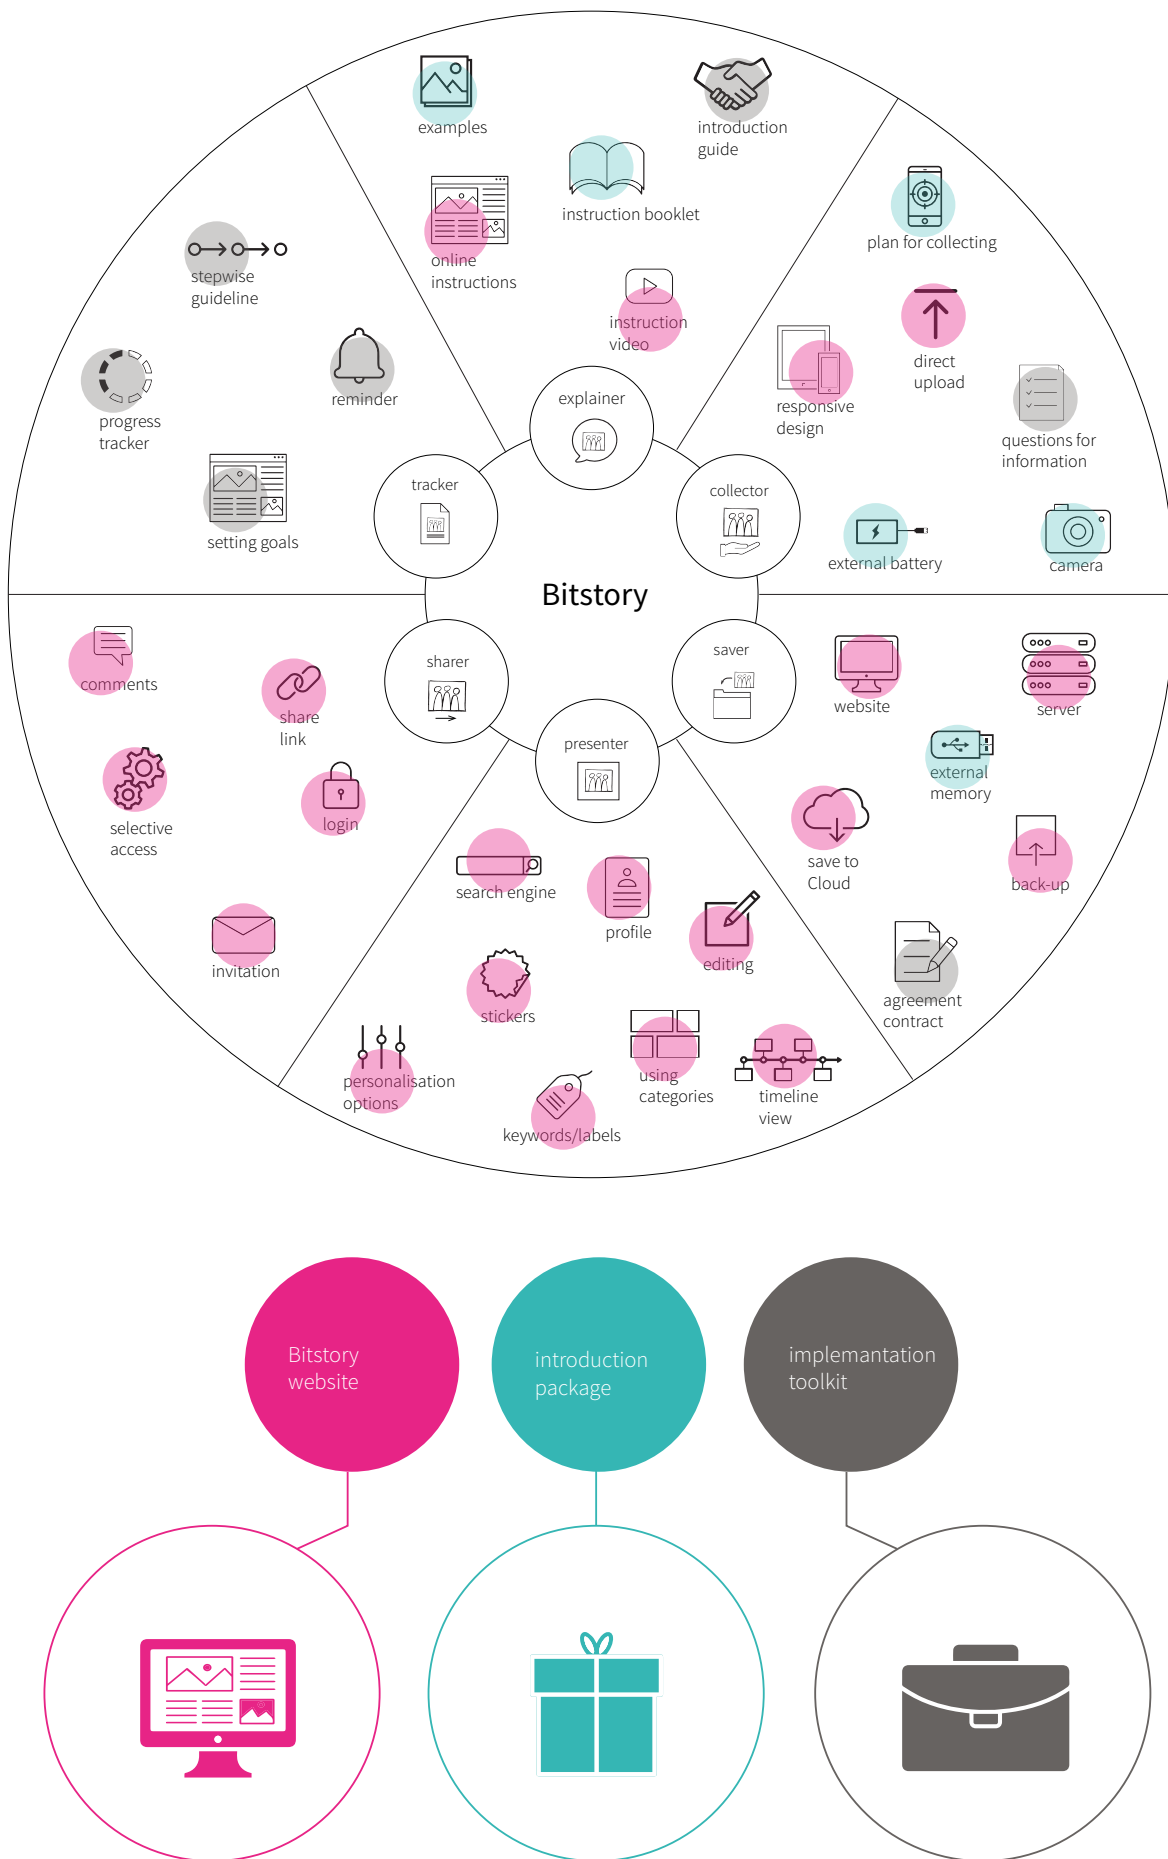 examples
introduction
guide
instruction booklet
online
instructions
instruction
video
plan for collecting
direct
upload
responsive
design
questions for
information
external battery
camera
stepwise
guideline
reminder
progress
tracker
setting goals
explainer
tracker
collector
Bitstory
sharer
saver
presenter
comments
share
link
selective
access
login
invitation
website
server
external
memory
save to
Cloud
back-up
agreement
contract
search engine
profile
editing
stickers
personalisation
options
using
categories
timeline
view
keywords/labels
Bitstory
website
introduction
package
implemantation
toolkit